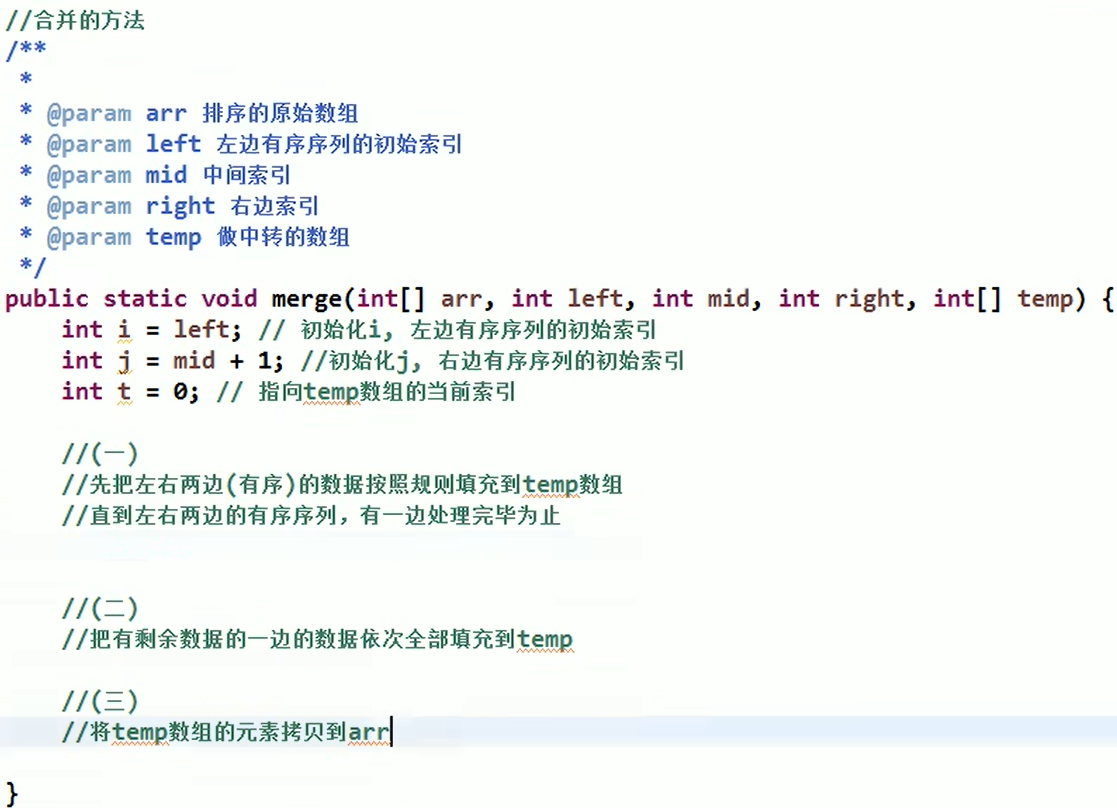 //合并的方法
/**
 *
 * @param arr 排序的原始数组
 * @param left 左边有序序列的初始索引
 * @param mid 中间索引
 * @param right 右边索引
 * @param temp 做中转的数组
 */
public static void merge(int[] arr, int left, int mid, int right, int[] temp) {
    int i = left; // 初始化i, 左边有序序列的初始索引
    int j = mid + 1; //初始化j, 右边有序序列的初始索引
    int t = 0; // 指向temp数组的当前索引
    //(一)
    //先把左右两边(有序)的数据按照规则填充到temp数组
    //直到左右两边的有序序列，有一边处理完毕为止
    //(二)
    //把有剩余数据的一边的数据依次全部填充到temp
    //(三)
    //将temp数组的元素拷贝到arr
}